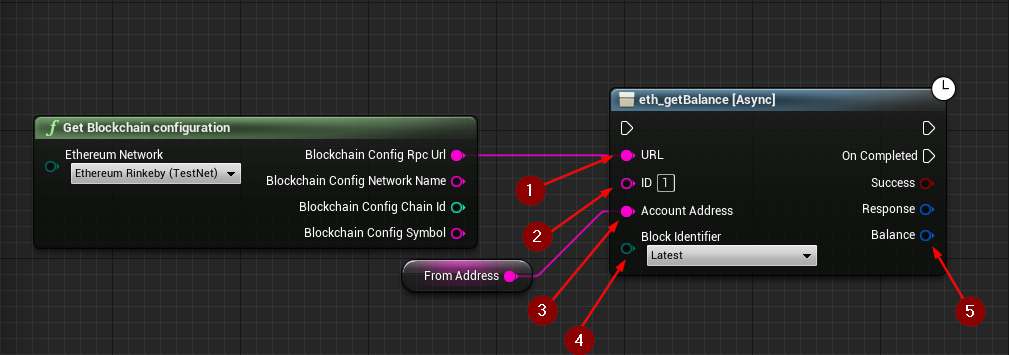 eth_getBalance [Async]
f Get Blockchain configuration
Ethereum Network
Ethereum Rinkeby (TestNet)
Blockchain Config Rpc Url
Blockchain Config Network Name
Blockchain Config Chain Id
Blockchain Config Symbol
From Address
URL
ID 1
Account Address
Block Identifier
Latest
On Completed
Success
Response
Balance
1
2
3
4
5